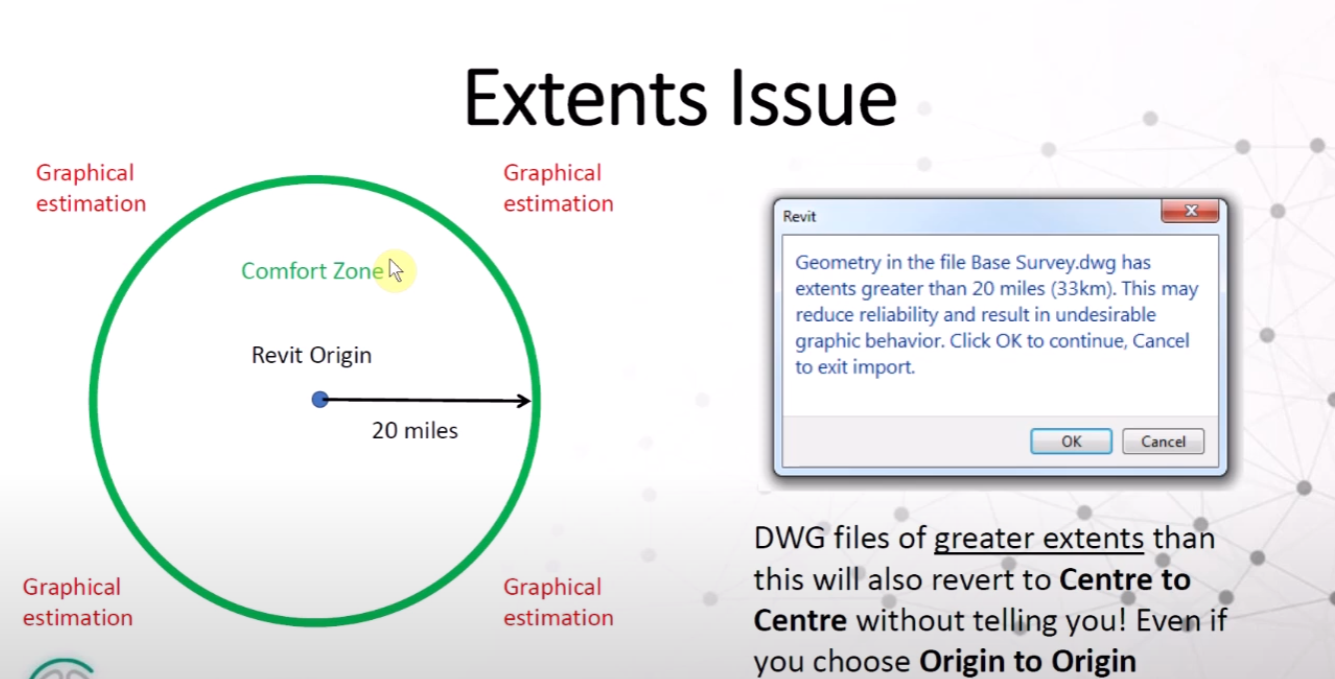 Extents Issue
Graphical
estimation
Graphical
estimation
Comfort Zone
Revit Origin
20 miles
Graphical
estimation
Graphical
estimation
Revit
Geometry in the file Base Survey.dwg has
extents greater than 20 miles (33km). This may
reduce reliability and result in undesirable
graphic behavior. Click OK to continue, Cancel
to exit import.
OK
Cancel
DWG files of greater extents than
this will also revert to Centre to
Centre without telling you! Even if
you choose Origin to Origin